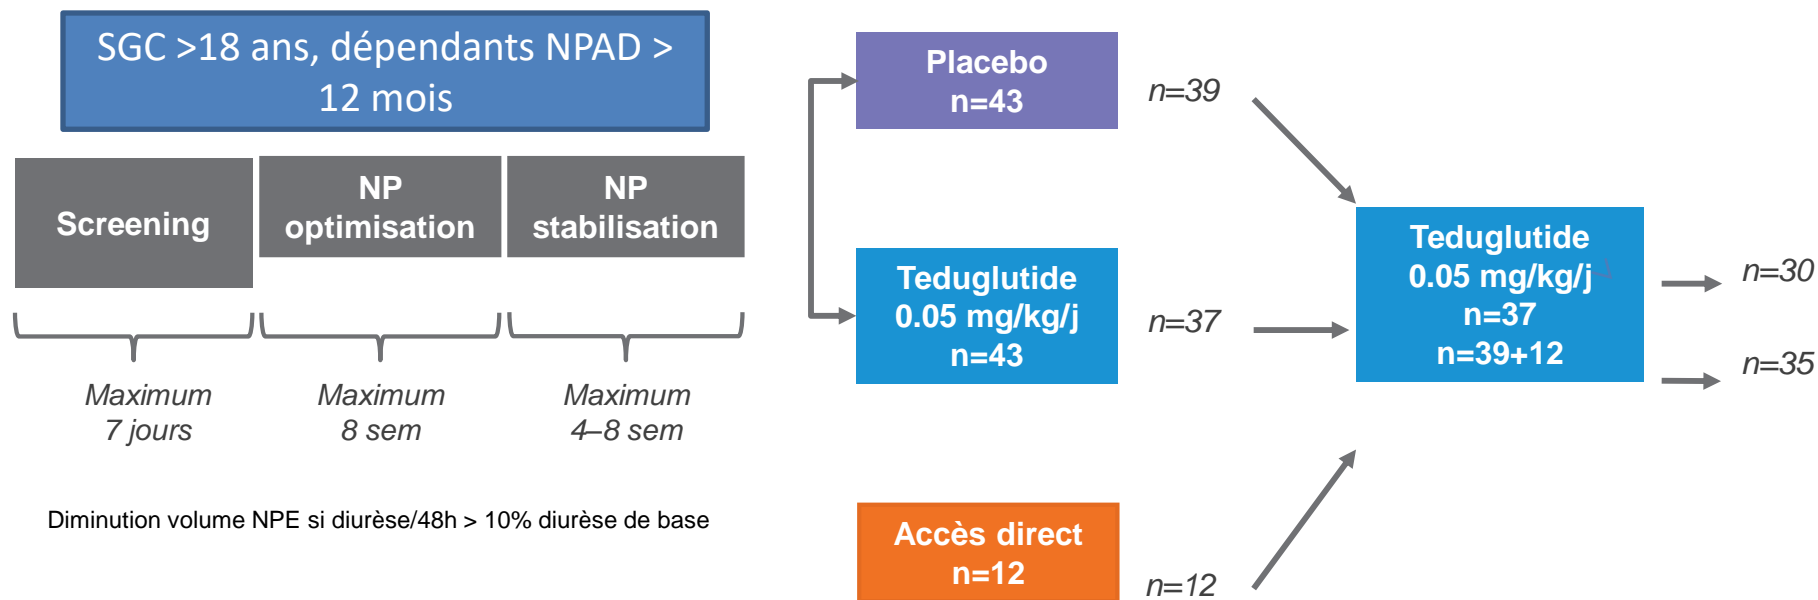 SGC >18 ans, dépendants NPAD >
12 mois
Screening
NP
optimisation
NP
stabilisation
Maximum
7 jours
Maximum
8 sem
Maximum
4–8 sem
Diminution volume NPE si diurèse/48h > 10% diurèse de base
Placebo
n=43
n=39
Teduglutide
0.05 mg/kg/j
n=43
n=37
Accès direct
n=12
n=12
Teduglutide
0.05 mg/kg/j
n=37
n=39+12
n=30
n=35